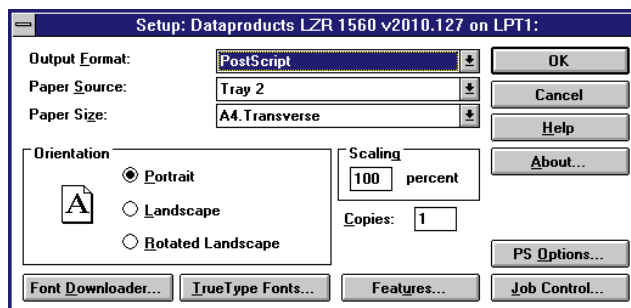 Setup: Dataproducts LZR 1560 v2010.127 on LPT1:
Output Format: PostScript
Paper Source: Tray 2
Paper Size: A4.Transverse
OK
Cancel
Help
About...
Orientation
A
Portrait
Landscape
Rotated Landscape
Scaling
100 percent
Copies: 1
PS Options...
Font Downloader...
TrueType Fonts...
Features...
Job Control...